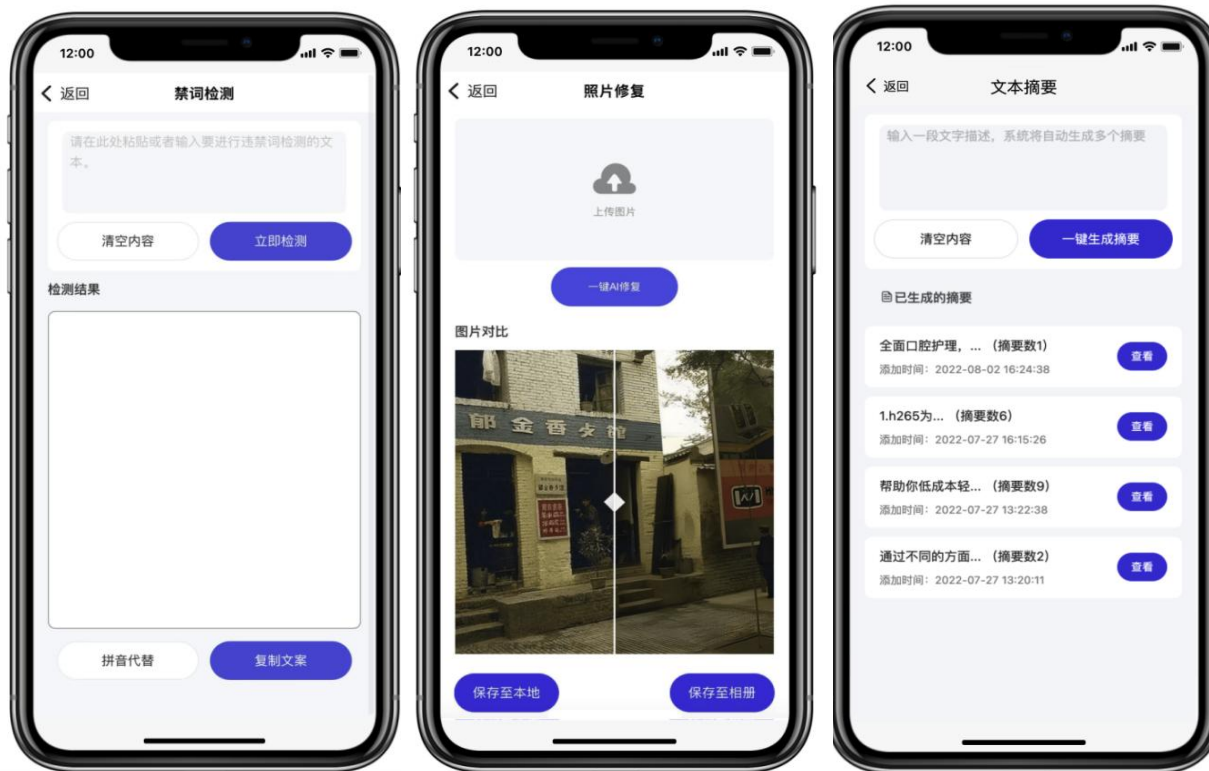 12:00
返回
禁词检测
请在此处粘贴或者输入要进行违禁词检测的文
本。
清空内容
立即检测
检测结果
拼音代替
复制文案
12:00
返回
照片修复
上传图片
一键AI修复
图片对比
郁金香火锅
保存至本地
保存至相册
12:00
返回
文本摘要
输入一段文字描述，系统将自动生成多个摘要
清空内容
一键生成摘要
已生成的摘要
全面口腔护理，... （摘要数1）
添加时间：2022-08-02 16:24:38
查看
1.h265为... （摘要数6）
添加时间：2022-07-27 16:15:26
查看
帮助你低成本轻... （摘要数9）
添加时间：2022-07-27 13:22:38
查看
通过不同的方面... （摘要数2）
添加时间：2022-07-27 13:20:11
查看